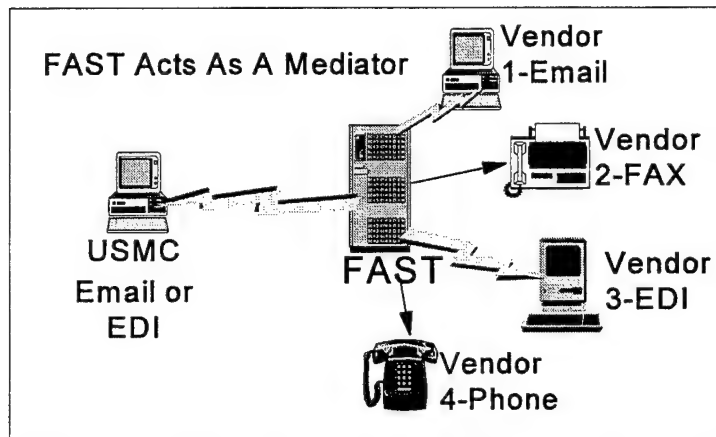 FAST Acts As A Mediator
Vendor
1-Email
Vendor
2-FAX
USMC
Email or
EDI
FAST
Vendor
3-EDI
Vendor
4-Phone